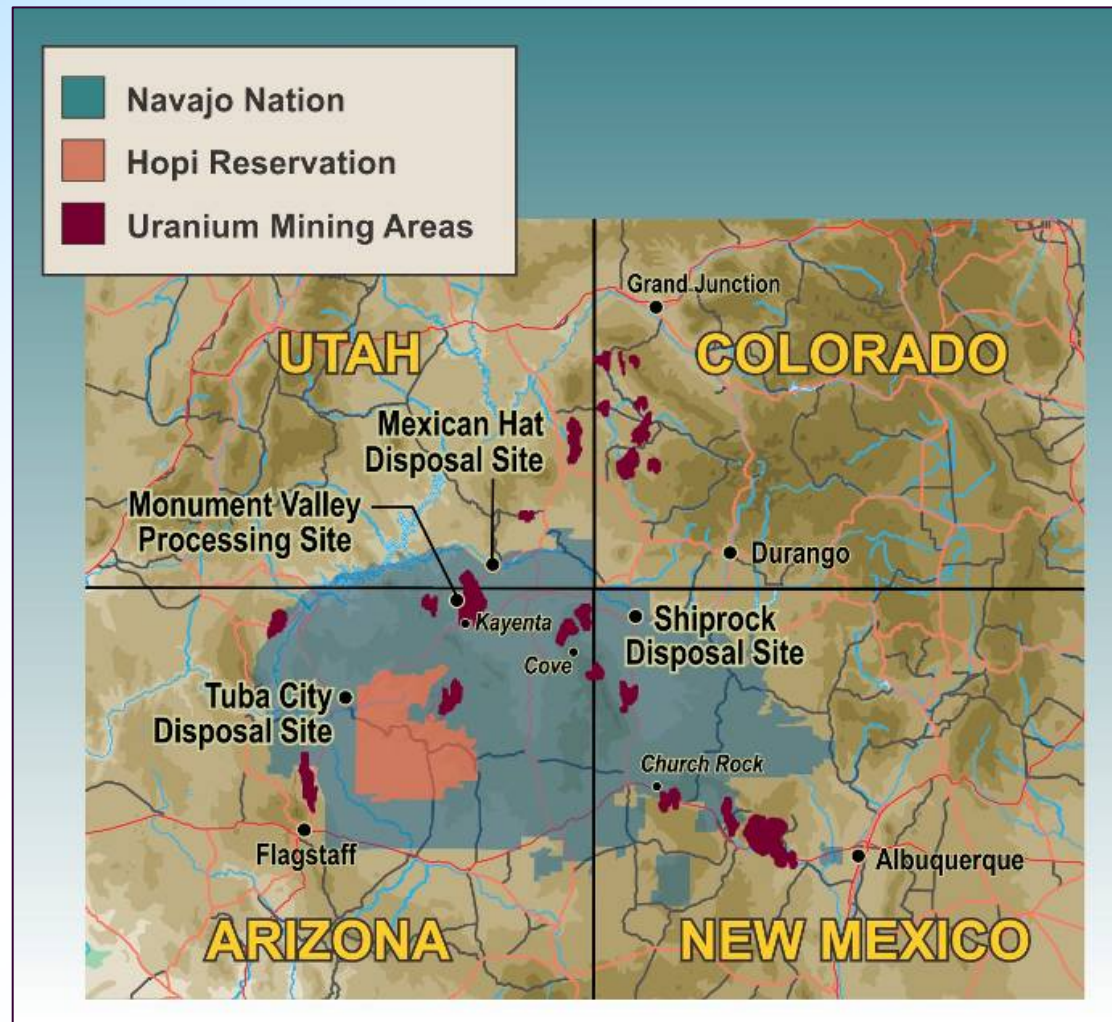 Navajo Nation
Hopi Reservation
Uranium Mining Areas
Grand Junction
UTAH
COLORADO
Mexican Hat
Disposal Site
Monument Valley
Processing Site
Durango
Kayenta
Cove
Shiprock
Disposal Site
Tuba City
Disposal Site
Church Rock
Flagstaff
Albuquerque
ARIZONA
NEW MEXICO